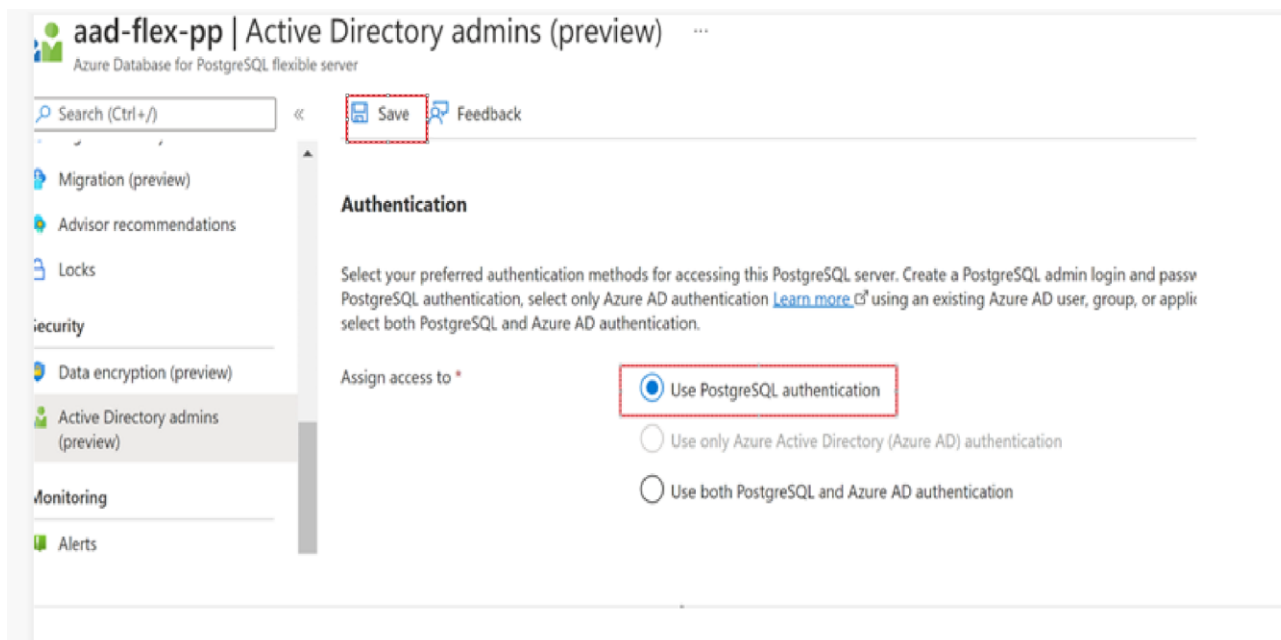 aad-flex-pp | Active Directory admins (preview) ...
Azure Database for PostgreSQL flexible server
Search (Ctrl+/)
«
Save
Feedback
Migration (preview)
Advisor recommendations
Locks
Security
Data encryption (preview)
Active Directory admins
(preview)
Monitoring
Alerts
Authentication
Select your preferred authentication methods for accessing this PostgreSQL server. Create a PostgreSQL admin login and passw
PostgreSQL authentication, select only Azure AD authentication Learn more using an existing Azure AD user, group, or applic
select both PostgreSQL and Azure AD authentication.
Assign access to *
Use PostgreSQL authentication
Use only Azure Active Directory (Azure AD) authentication
Use both PostgreSQL and Azure AD authentication